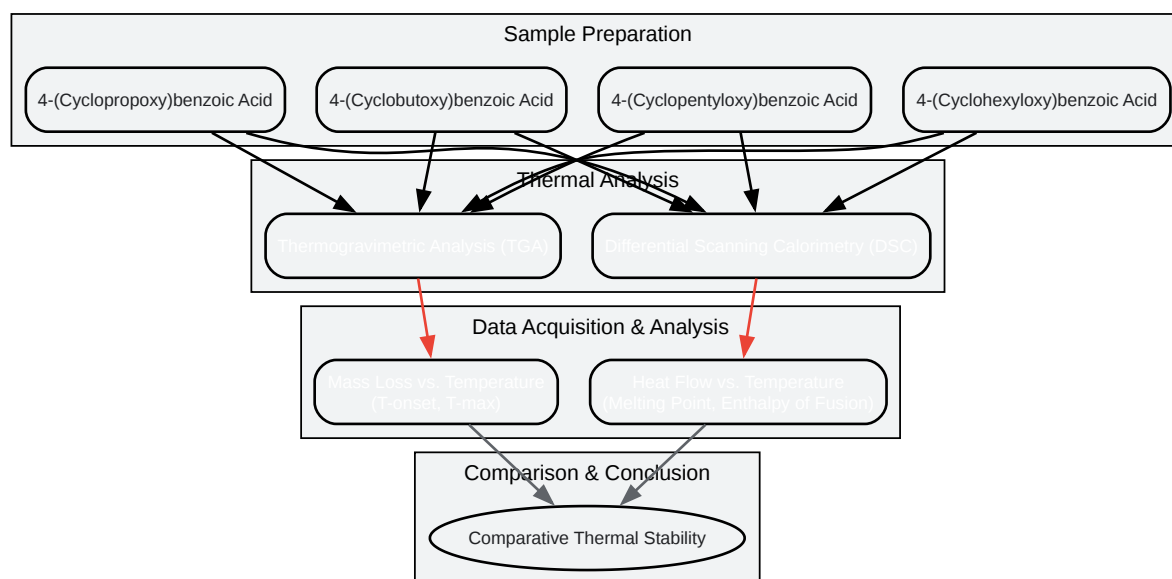 Sample Preparation
4-(Cyclopropoxy)benzoic Acid
4-(Cyclobutoxy)benzoic Acid
4-(Cyclopentyloxy)benzoic Acid
4-(Cyclohexyloxy)benzoic Acid
Thermal Analysis
Thermogravimetric Analysis (TGA)
Differential Scanning Calorimetry (DSC)
Data Acquisition & Analysis
Mass Loss vs. Temperature
(T-onset, T-max)
Heat Flow vs. Temperature
(Melting Point, Enthalpy of Fusion)
Comparison & Conclusion
Comparative Thermal Stability